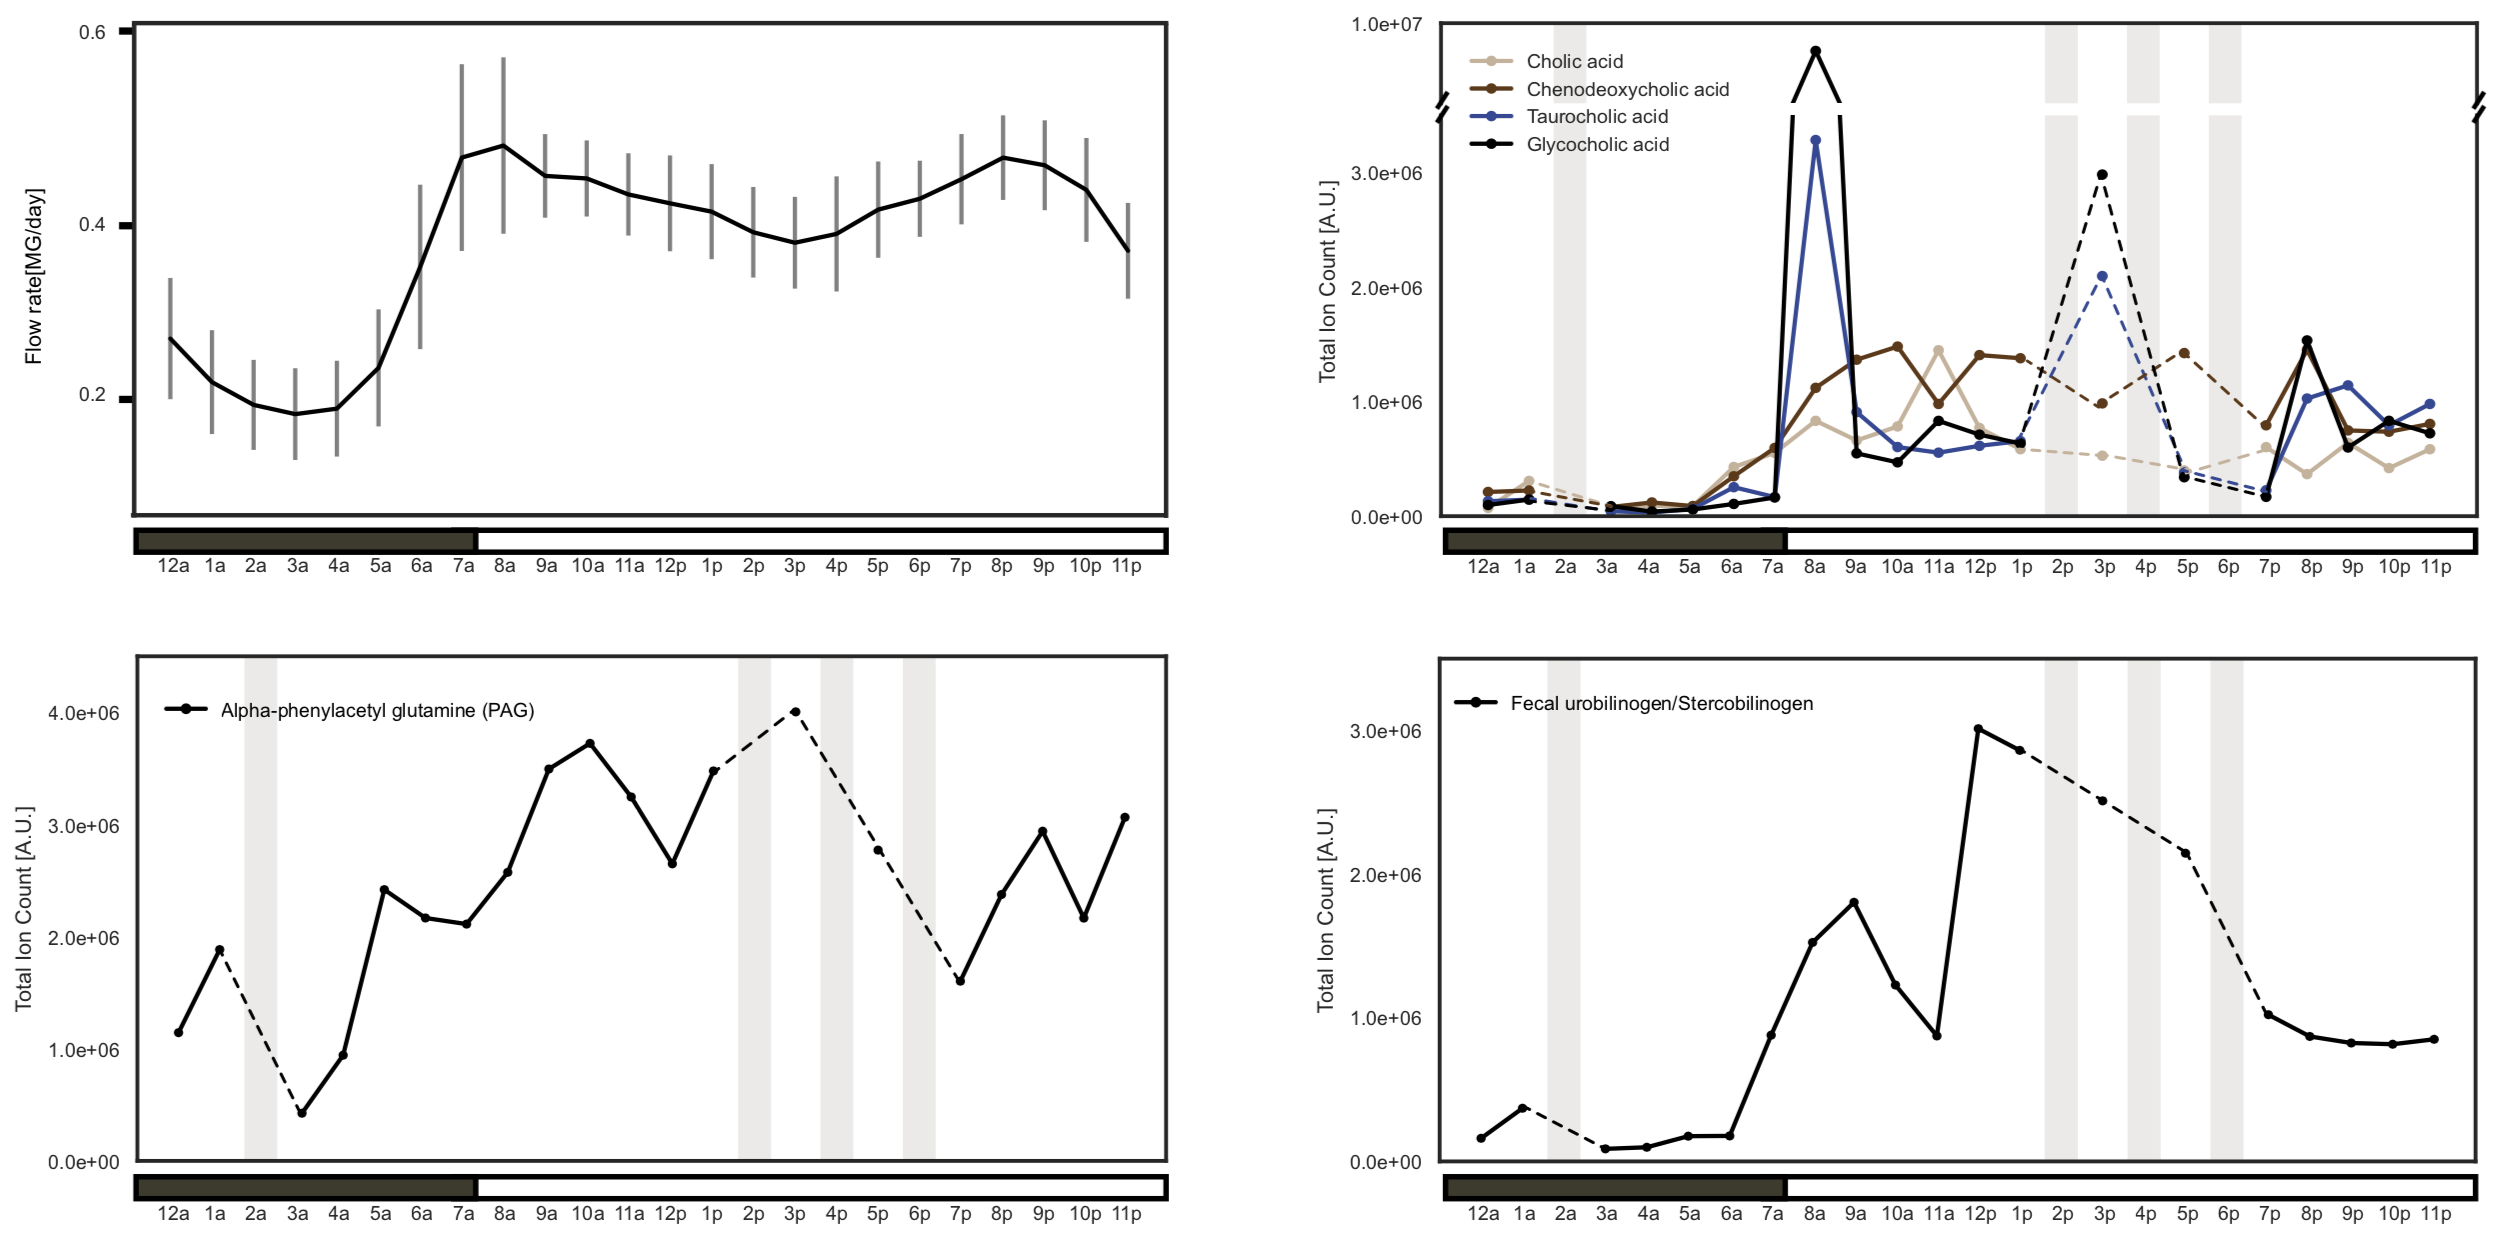 0.6
0.4
0.2
Flow rate[MG/day]
12a 1a 2a 3a 4a 5a 6a 7a 8a 9a 10a 11a 12p 1p 2p 3p 4p 5p 6p 7p 8p 9p 10p 11p
1.0e+07
3.0e+06
2.0e+06
1.0e+06
0.0e+00
Total Ion Count [A.U.]
Cholic acid
Chenodeoxycholic acid
Taurocholic acid
Glycocholic acid
12a 1a 2a 3a 4a 5a 6a 7a 8a 9a 10a 11a 12p 1p 2p 3p 4p 5p 6p 7p 8p 9p 10p 11p
4.0e+06
3.0e+06
2.0e+06
1.0e+06
0.0e+00
Total Ion Count [A.U.]
Alpha-phenylacetyl glutamine (PAG)
12a 1a 2a 3a 4a 5a 6a 7a 8a 9a 10a 11a 12p 1p 2p 3p 4p 5p 6p 7p 8p 9p 10p 11p
3.0e+06
2.0e+06
1.0e+06
0.0e+00
Total Ion Count [A.U.]
Fecal urobilinogen/Stercobilinogen
12a 1a 2a 3a 4a 5a 6a 7a 8a 9a 10a 11a 12p 1p 2p 3p 4p 5p 6p 7p 8p 9p 10p 11p